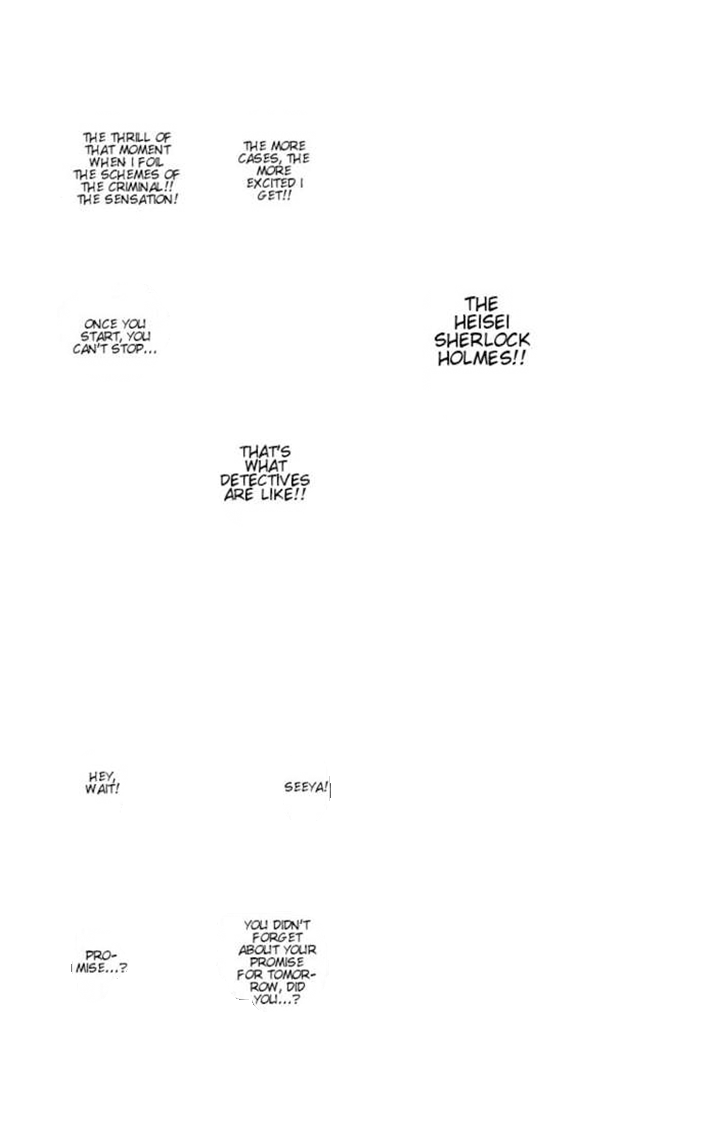 THE
HEISEI
SHERLOCK
HOLMES!!
THE MORE
CASES, THE
MORE
EXCITED I
GET!!
THE THRILL OF
THAT MOMENT
WHEN I FOIL
THE SCHEMES OF
THE CRIMINAL!!
THE SENSATION!
ONCE YOU
START, YOU
CAN'T STOP...
THAT'S
WHAT
DETECTIVES
ARE LIKE!!
SEEYA!
HEY,
WAIT!
YOU DIDN'T
FORGET
ABOUT YOUR
PROMISE
FOR TOMOR-
ROW, DID
YOU...?
PRO-
MISE...?